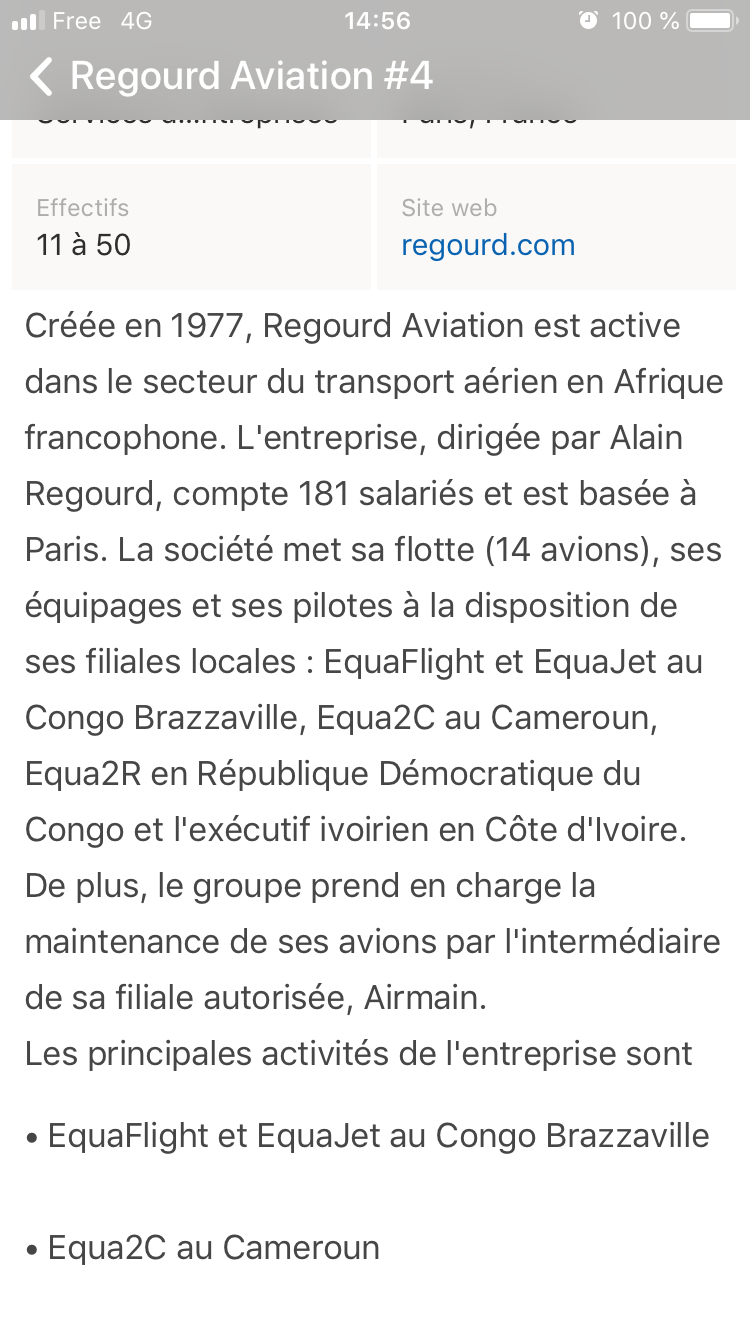 Free 4G 14:56 100 %
Regourd Aviation #4
Paris, France
Effectifs
Site web
11 à 50
regourd.com
Créée en 1977, Regourd Aviation est active
dans le secteur du transport aérien en Afrique
francophone. L'entreprise, dirigée par Alain
Regourd, compte 181 salariés et est basée à
Paris. La société met sa flotte (14 avions), ses
équipages et ses pilotes à la disposition de
ses filiales locales : EquaFlight et EquaJet au
Congo Brazzaville, Equa2C au Cameroun,
Equa2R en République Démocratique du
Congo et l'exécutif ivoirien en Côte d'Ivoire.
De plus, le groupe prend en charge la
maintenance de ses avions par l'intermédiaire
de sa filiale autorisée, Airmain.
Les principales activités de l'entreprise sont
• EquaFlight et EquaJet au Congo Brazzaville
• Equa2C au Cameroun